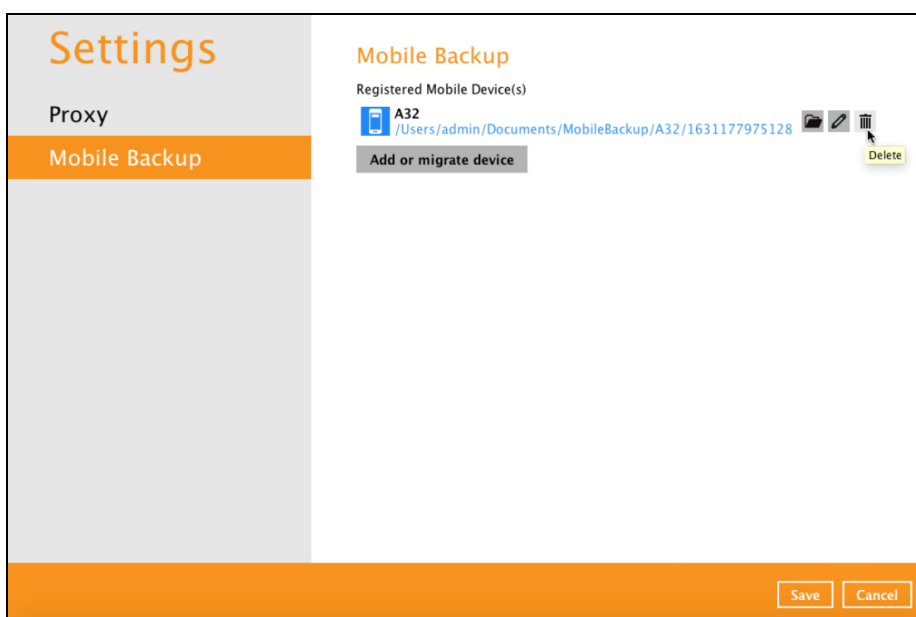 Settings
Proxy
Mobile Backup
Mobile Backup
Registered Mobile Device(s)
A32
/Users/admin/Documents/MobileBackup/A32/1631177975128
Delete
Add or migrate device
Save Cancel